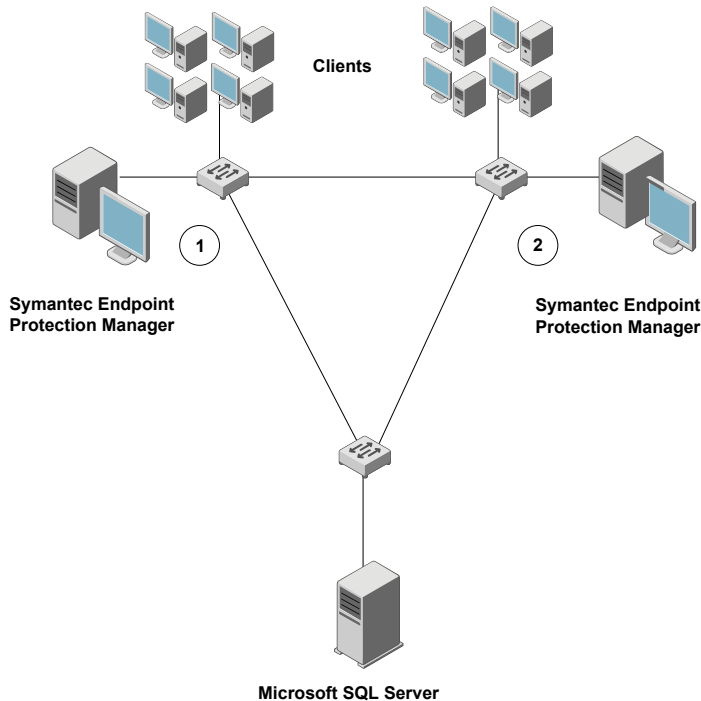 Clients
1
2
Symantec Endpoint
Protection Manager
Symantec Endpoint
Protection Manager
Microsoft SQL Server